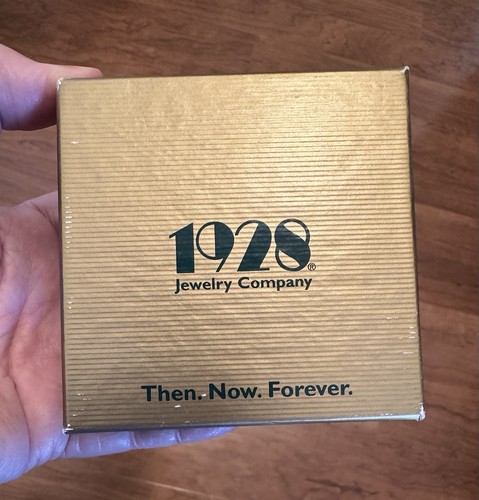 1928®
Jewelry Company
Then. Now. Forever.